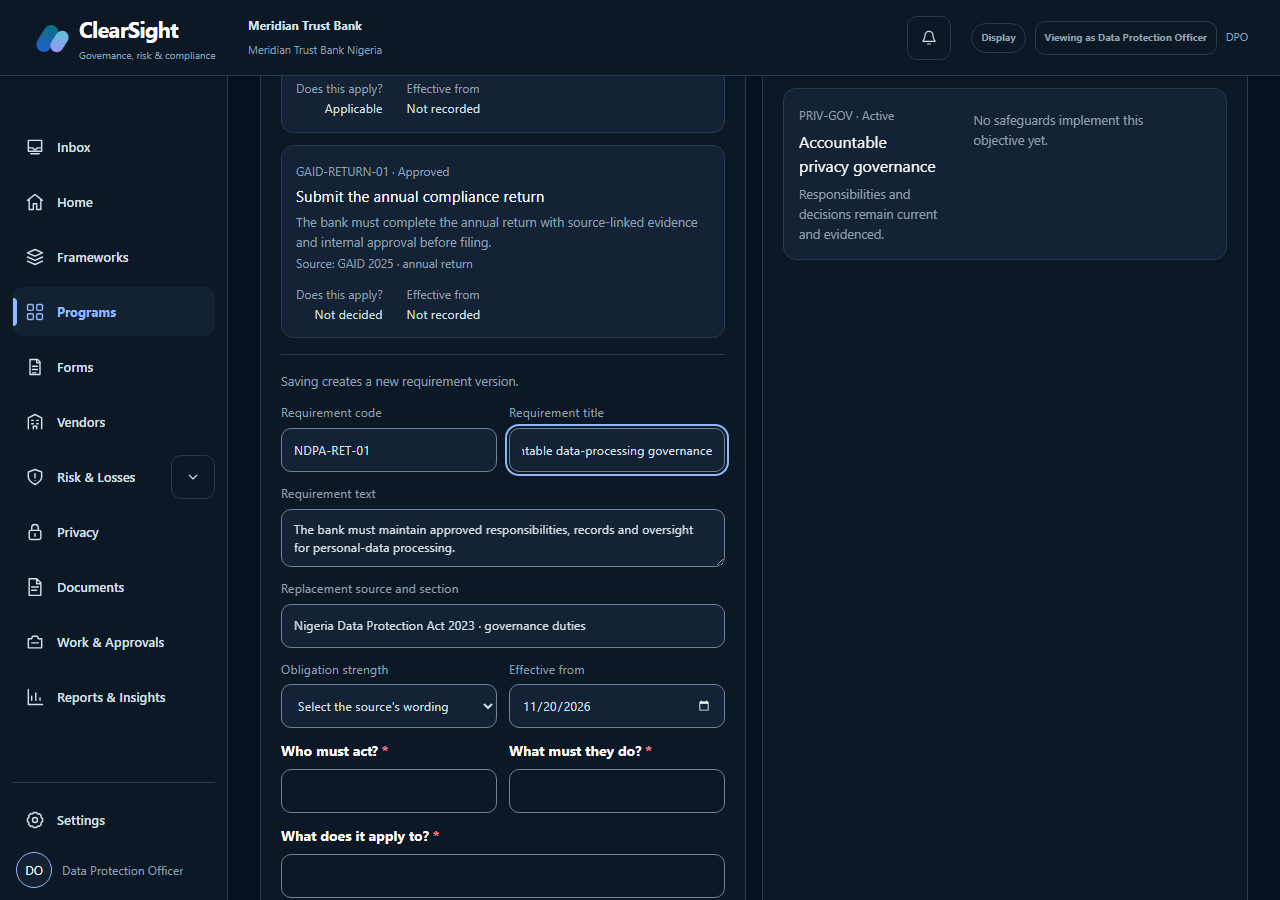 ClearSight
Governance, risk & compliance
Meridian Trust Bank
Meridian Trust Bank Nigeria
Display
Viewing as Data Protection Officer
DPO
Inbox
Home
Frameworks
Programs
Forms
Vendors
Risk & Losses
Privacy
Documents
Work & Approvals
Reports & Insights
Settings
DO
Data Protection Officer
Does this apply?
Effective from
Applicable
Not recorded
GAID-RETURN-01 · Approved
Submit the annual compliance return
The bank must complete the annual return with source-linked evidence
and internal approval before filing.
Source: GAID 2025 · annual return
Does this apply?
Effective from
Not decided
Not recorded
Saving creates a new requirement version.
Requirement code
Requirement title
NDPA-RET-01
ntable data-processing governance
Requirement text
The bank must maintain approved responsibilities, records and oversight
for personal-data processing.
Replacement source and section
Nigeria Data Protection Act 2023 · governance duties
Obligation strength
Effective from
Select the source's wording
11/20/2026
Who must act? *
What must they do? *
What does it apply to? *
PRIV-GOV · Active
Accountable
privacy governance
Responsibilities and
decisions remain current
and evidenced.
No safeguards implement this
objective yet.